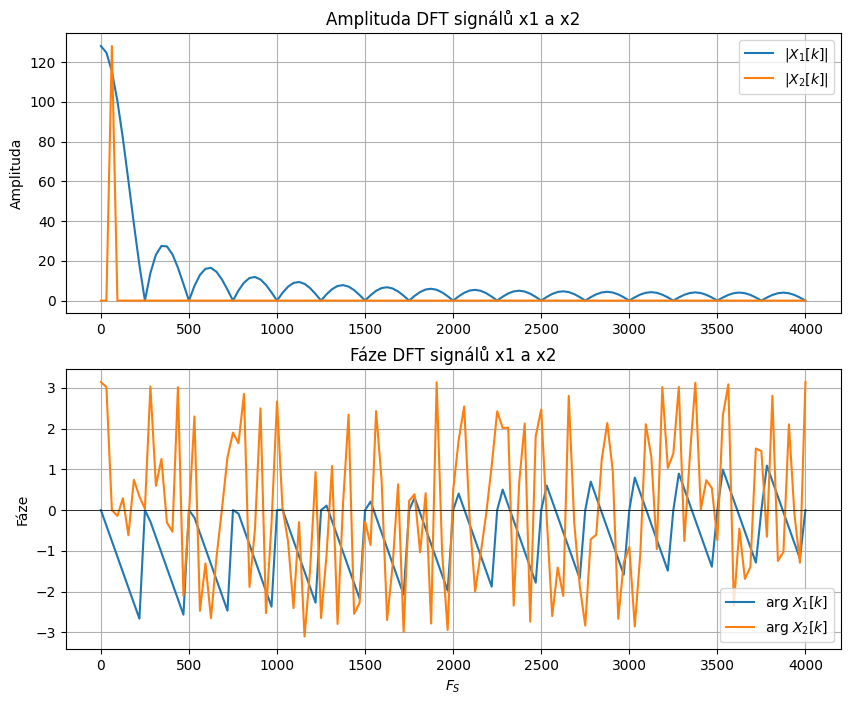 Amplituda DFT signálů x1 a x2
Amplituda
120
100
80
60
40
20
0
|X₁[k]|
|X₂[k]|
0 500 1000 1500 2000 2500 3000 3500 4000
Fáze DFT signálů x1 a x2
Fáze
3
2
1
0
−1
−2
−3
arg X₁[k]
arg X₂[k]
0 500 1000 1500 2000 2500 3000 3500 4000
F_S